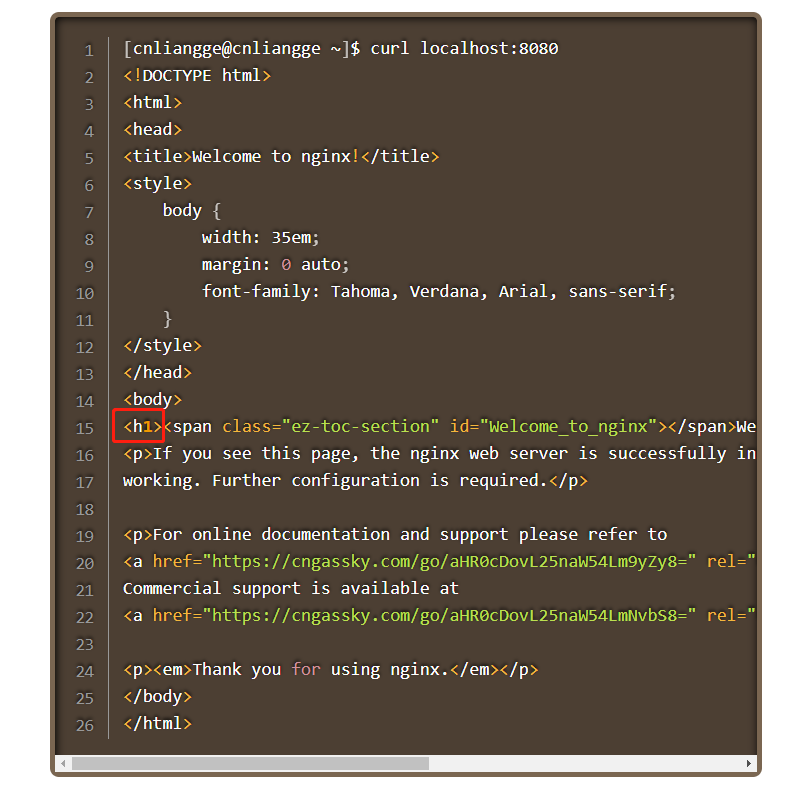 1 [cnliangge@cnliangge ~]$ curl localhost:8080
2 <!DOCTYPE html>
3 <html>
4 <head>
5 <title>Welcome to nginx!</title>
6 <style>
7     body {
8         width: 35em;
9         margin: 0 auto;
10         font-family: Tahoma, Verdana, Arial, sans-serif;
11     }
12 </style>
13 </head>
14 <body>
15 <h1><span class="ez-toc-section" id="Welcome_to_nginx"></span>We
16 <p>If you see this page, the nginx web server is successfully in
17 working. Further configuration is required.</p>
18
19 <p>For online documentation and support please refer to
20 <a href="https://cngassky.com/go/aHR0cDovL25naW54Lm9yZy8=" rel="
21 Commercial support is available at
22 <a href="https://cngassky.com/go/aHR0cDovL25naW54LmNvbS8=" rel="
23
24 <p><em>Thank you for using nginx.</em></p>
25 </body>
26 </html>